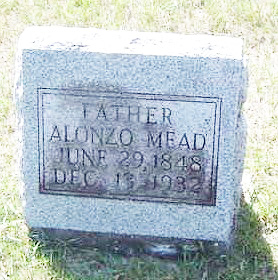 FATHER
ALONZO MEAD
JUNE 29, 1848
DEC. 13, 1932